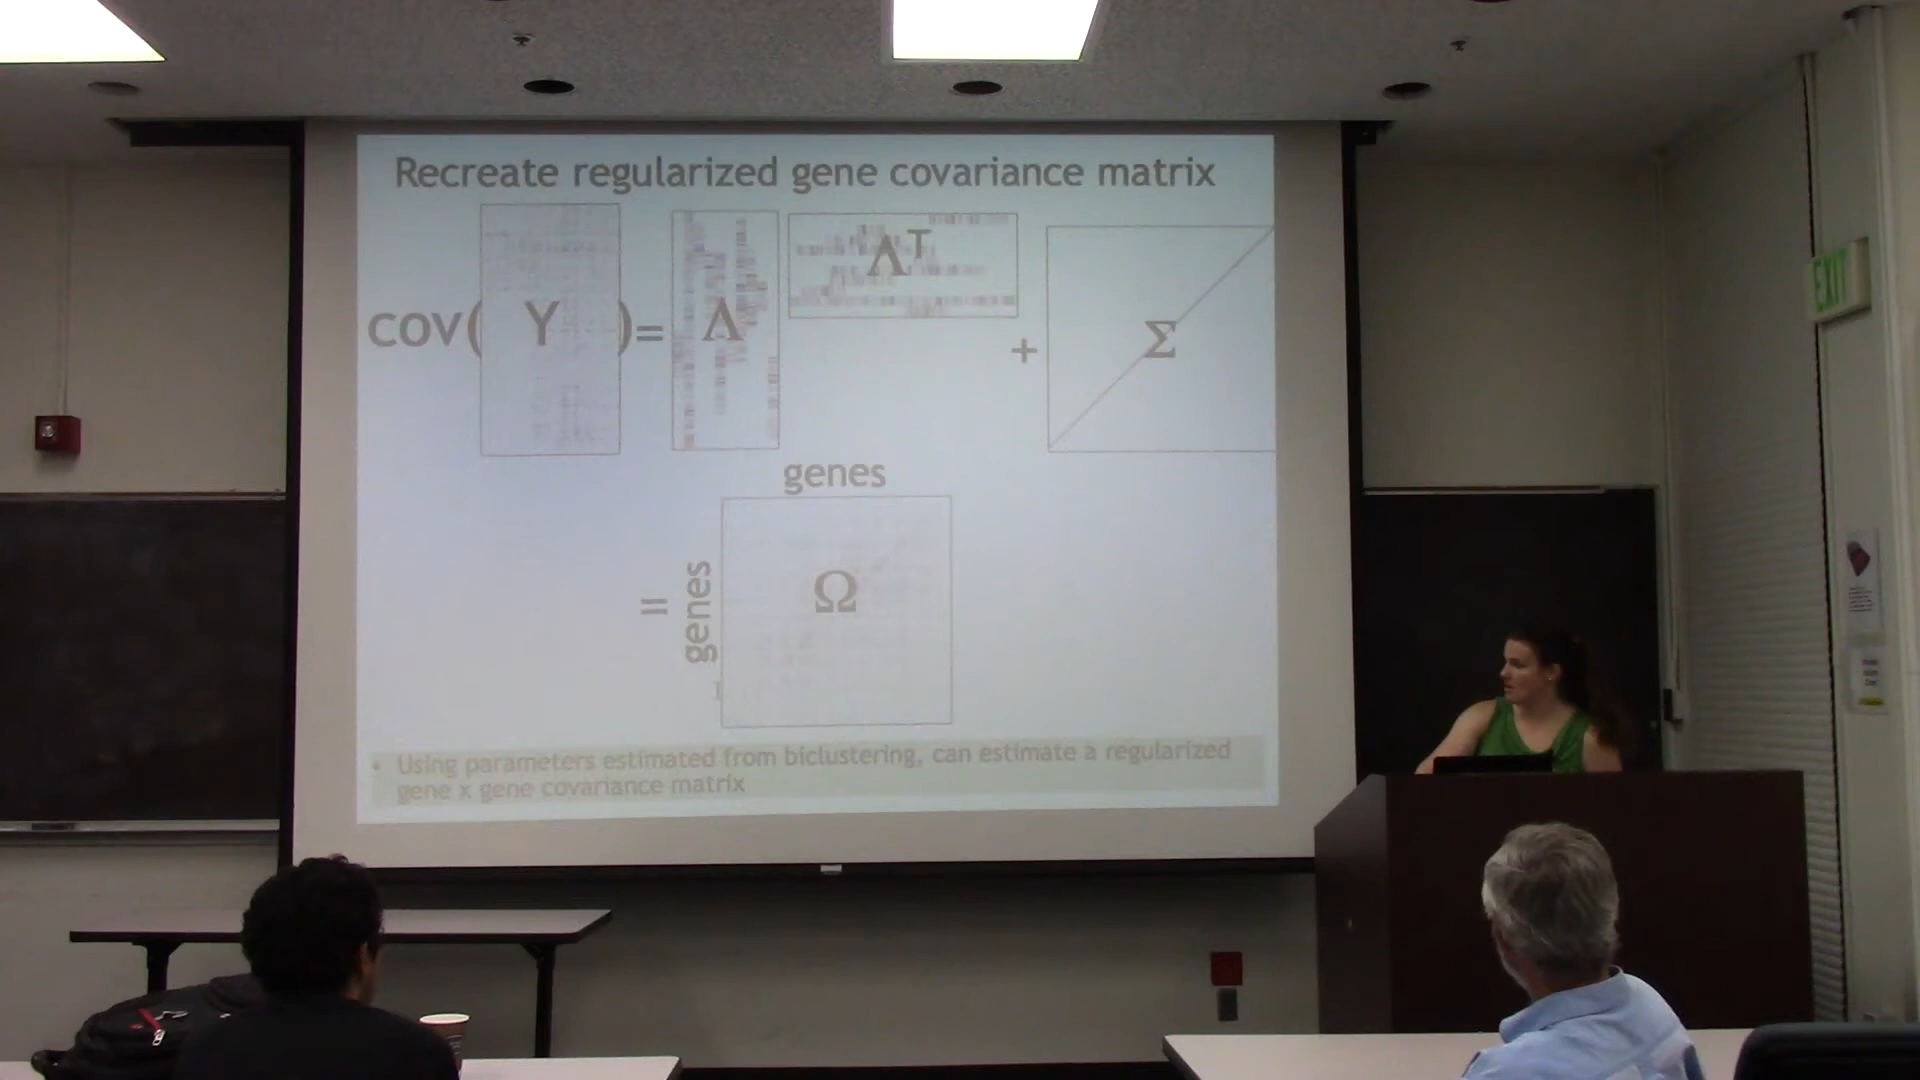 Recreate regularized gene covariance matrix
cov( Y )= Λ Λᵀ + Σ
genes
= genes Ω
• Using parameters estimated from biclustering, can estimate a regularized
gene x gene covariance matrix
EXIT